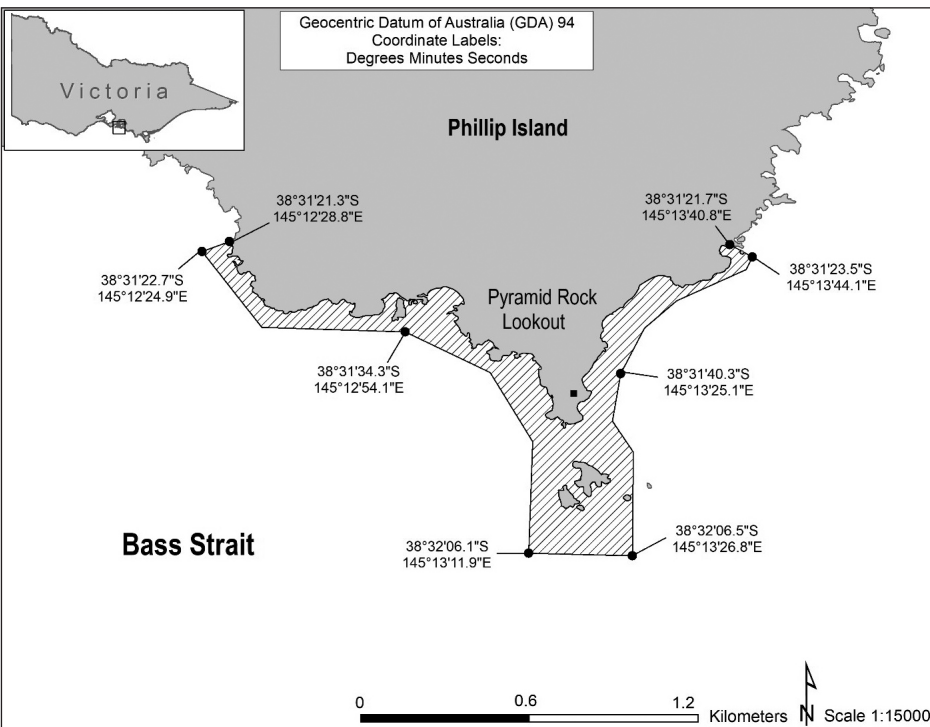 Geocentric Datum of Australia (GDA) 94
Coordinate Labels:
Degrees Minutes Seconds
Victoria
Phillip Island
38°31'21.3"S
145°12'28.8"E
38°31'21.7"S
145°13'40.8"E
38°31'22.7"S
145°12'24.9"E
38°31'23.5"S
145°13'44.1"E
Pyramid Rock
Lookout
38°31'34.3"S
145°12'54.1"E
38°31'40.3"S
145°13'25.1"E
Bass Strait
38°32'06.1"S
145°13'11.9"E
38°32'06.5"S
145°13'26.8"E
0 0.6 1.2
Kilometers N Scale 1:15000